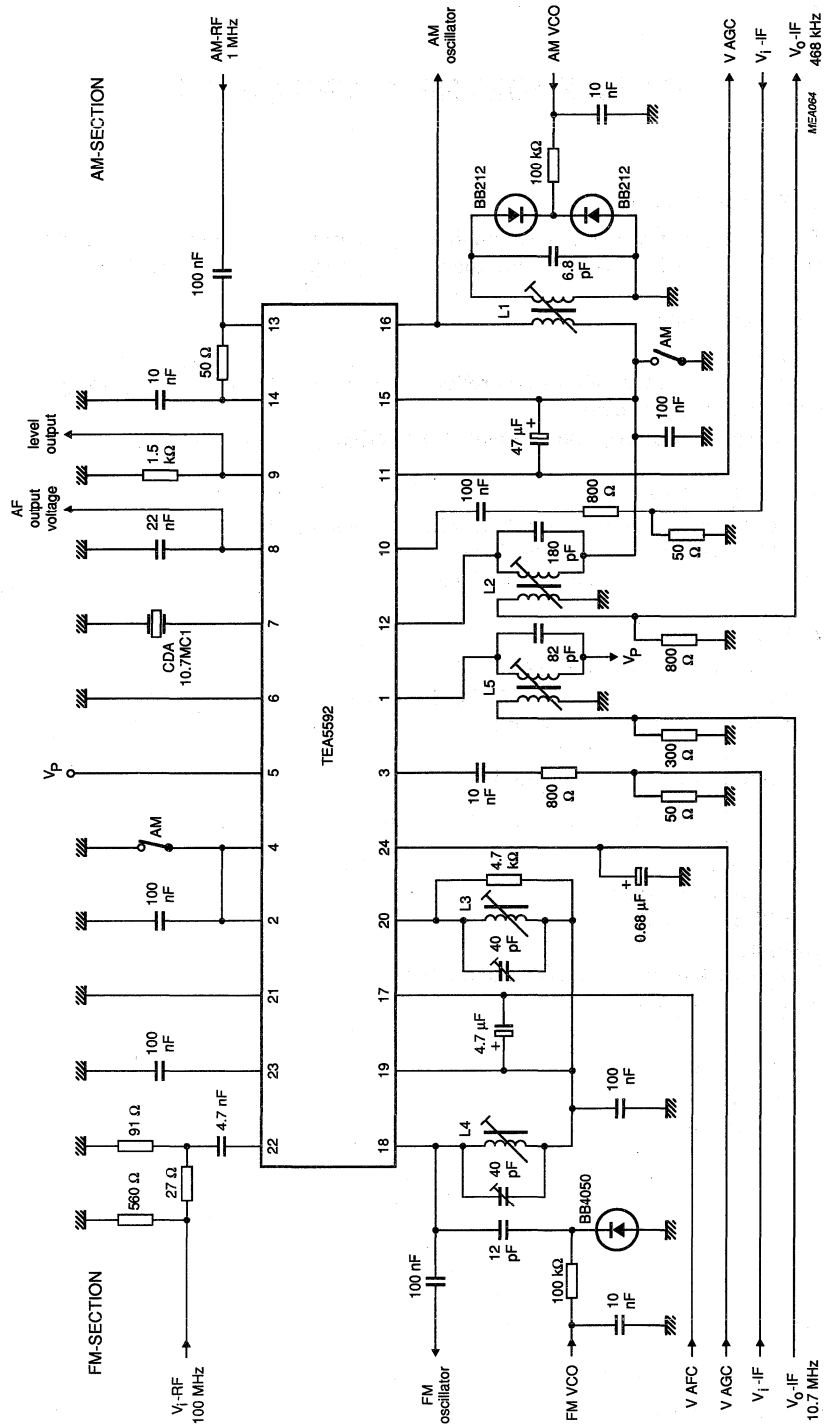 FM-SECTION
AM-SECTION
Vi-RF
100 MHz
560 Ω
91 Ω
27 Ω
4.7 nF
100
nF
100
nF
AM
VP
CDA
10.7MC1
22
nF
AF
output
voltage
1.5
kΩ
level
output
10
nF
50 Ω
100 nF
AM-RF
1 MHz
22
23
21
2
4
5
6
7
8
9
14
13
TEA5592
18
19
17
20
24
3
1
12
10
11
15
16
100 nF
FM
oscillator
12
pF
40
pF
L4
4.7 µF
+
40
pF
L3
4.7
kΩ
100 kΩ
BB4050
10
nF
FM VCO
100
nF
0.68 µF
+
10
nF
800
Ω
50
Ω
L5
82
pF
VP
300
Ω
L2
180
pF
800
Ω
100
nF
800
Ω
50
Ω
47 µF
+
100
nF
AM
L1
6.8
pF
BB212
BB212
100 kΩ
10
nF
AM
oscillator
AM VCO
V AFC
V AGC
Vi -IF
Vo-IF
10.7 MHz
V AGC
Vi -IF
Vo-IF
468 kHz
MEA064